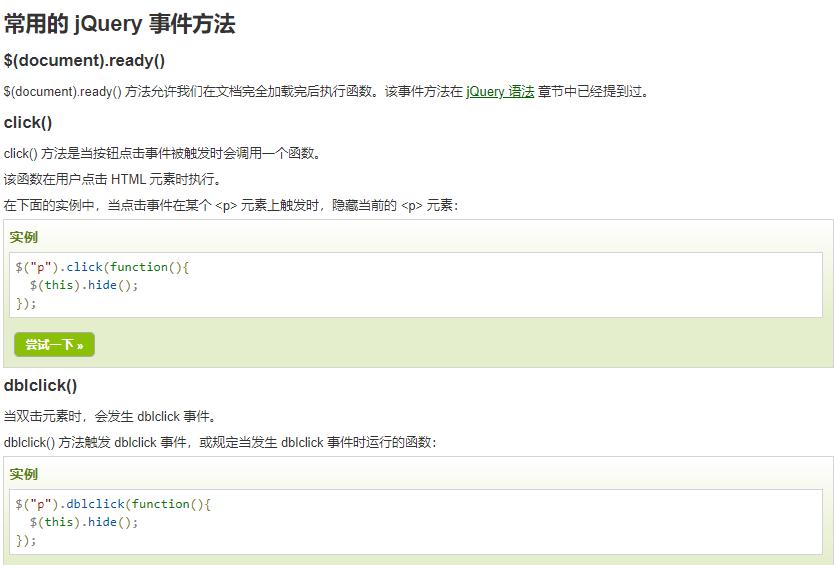 常用的 jQuery 事件方法
$(document).ready()
$(document).ready() 方法允许我们在文档完全加载完后执行函数。该事件方法在 jQuery 语法 章节中已经提到过。
click()
click() 方法是当按钮点击事件被触发时会调用一个函数。
该函数在用户点击 HTML 元素时执行。
在下面的实例中，当点击事件在某个 <p> 元素上触发时，隐藏当前的 <p> 元素：
实例
$("p").click(function(){
  $(this).hide();
});
尝试一下 »
dblclick()
当双击元素时，会发生 dblclick 事件。
dblclick() 方法触发 dblclick 事件，或规定当发生 dblclick 事件时运行的函数：
实例
$("p").dblclick(function(){
  $(this).hide();
});